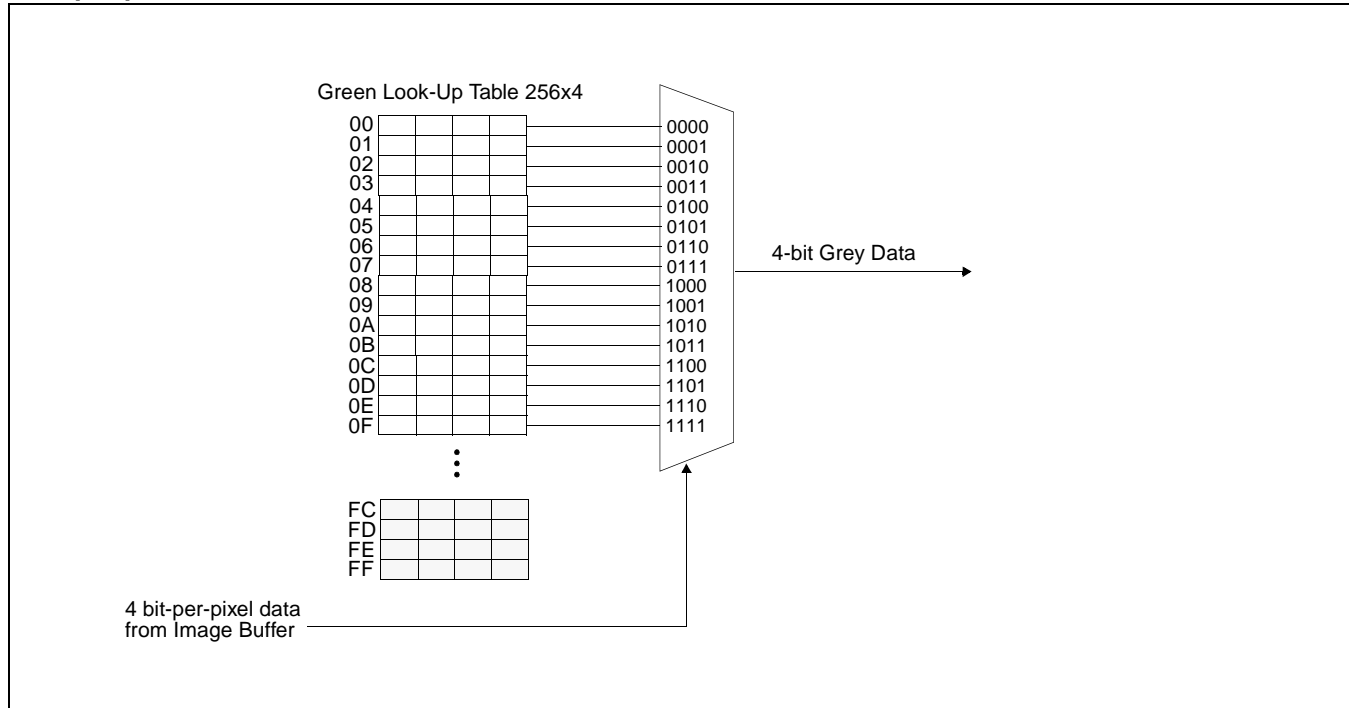 Green Look-Up Table 256x4
00 0000
01 0001
02 0010
03 0011
04 0100
05 0101
06 0110
07 0111
08 1000
09 1001
0A 1010
0B 1011
0C 1100
0D 1101
0E 1110
0F 1111
4-bit Grey Data
FC
FD
FE
FF
4 bit-per-pixel data
from Image Buffer